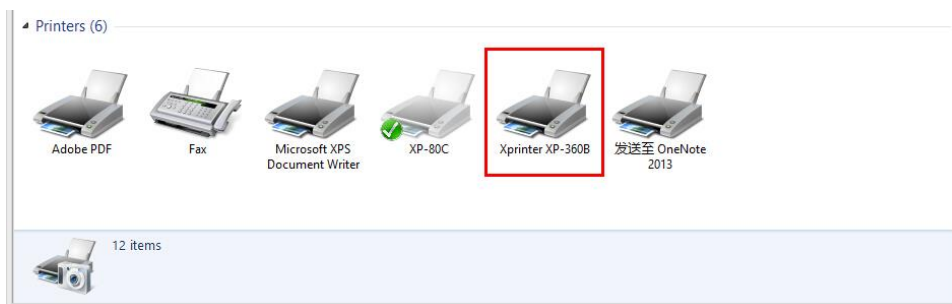 Printers (6)
Adobe PDF
Fax
Microsoft XPS
Document Writer
XP-80C
Xprinter XP-360B
发送至 OneNote
2013
12 items